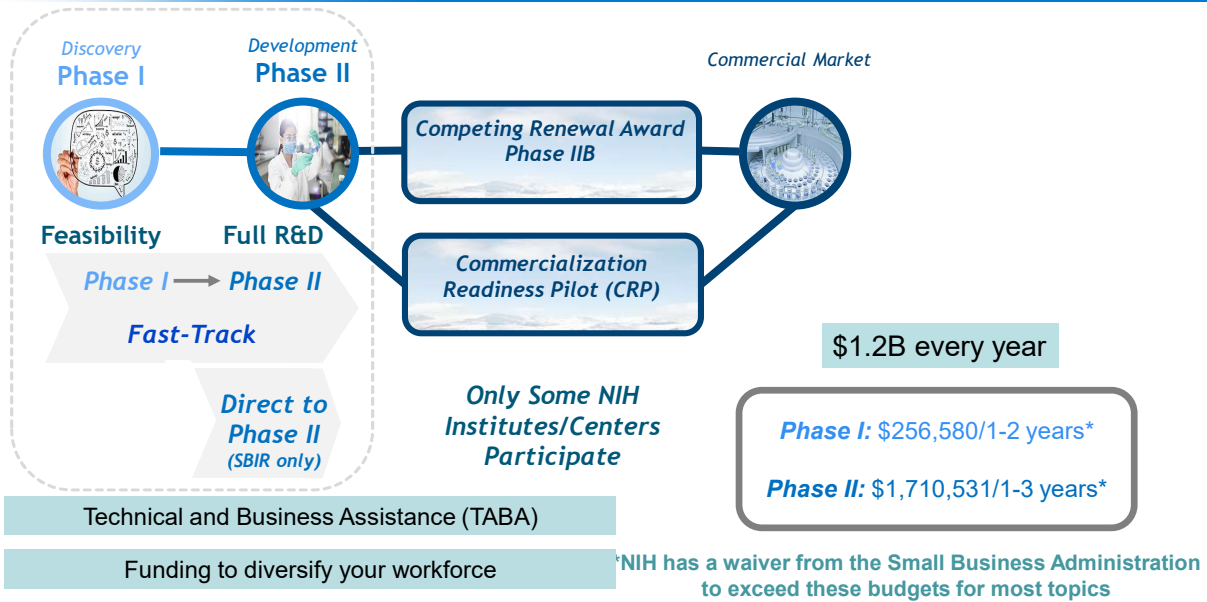 Discovery
Phase I
Development
Phase II
Commercial Market
Competing Renewal Award
Phase IIB
Feasibility
Full R&D
Commercialization
Readiness Pilot (CRP)
Phase I
Phase II
Fast-Track
Direct to
Phase II
(SBIR only)
Only Some NIH
Institutes/Centers
Participate
$1.2B every year
Phase I: $256,580/1-2 years*
Phase II: $1,710,531/1-3 years*
Technical and Business Assistance (TABA)
Funding to diversify your workforce
*NIH has a waiver from the Small Business Administration
to exceed these budgets for most topics